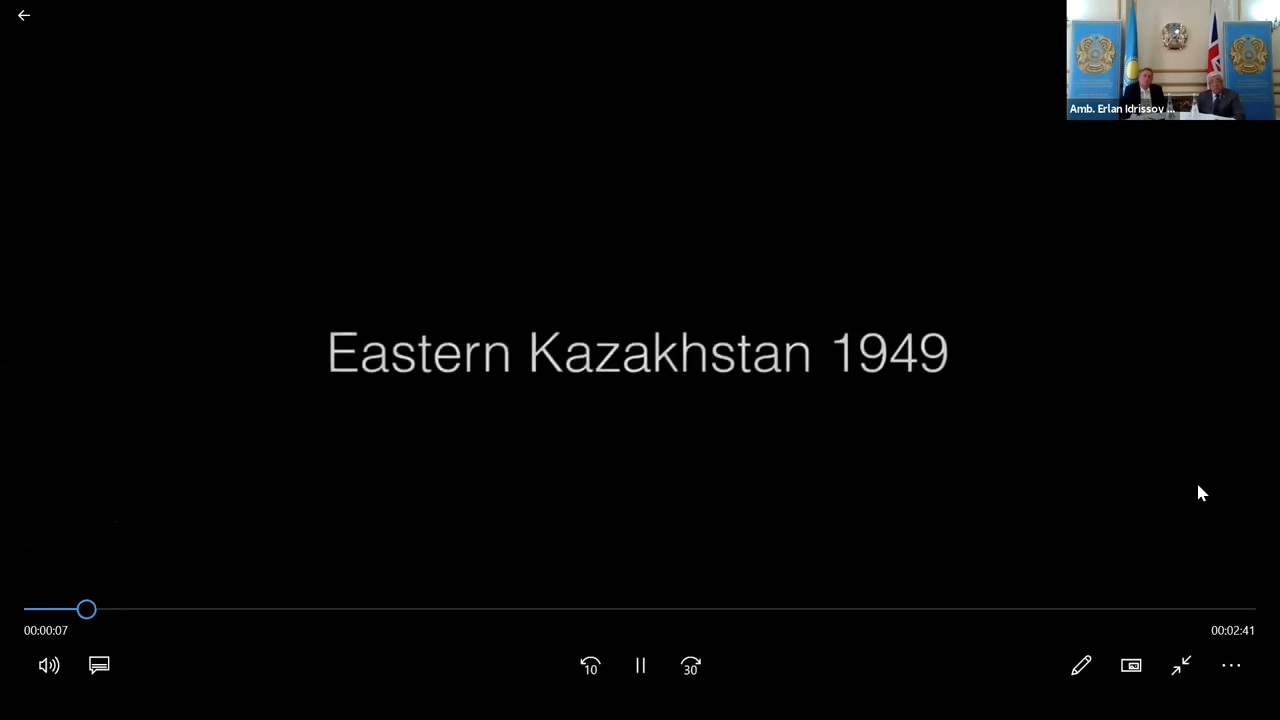 Amb. Erlan Idrissov ...
Eastern Kazakhstan 1949
00:00:07
00:02:41
10
30